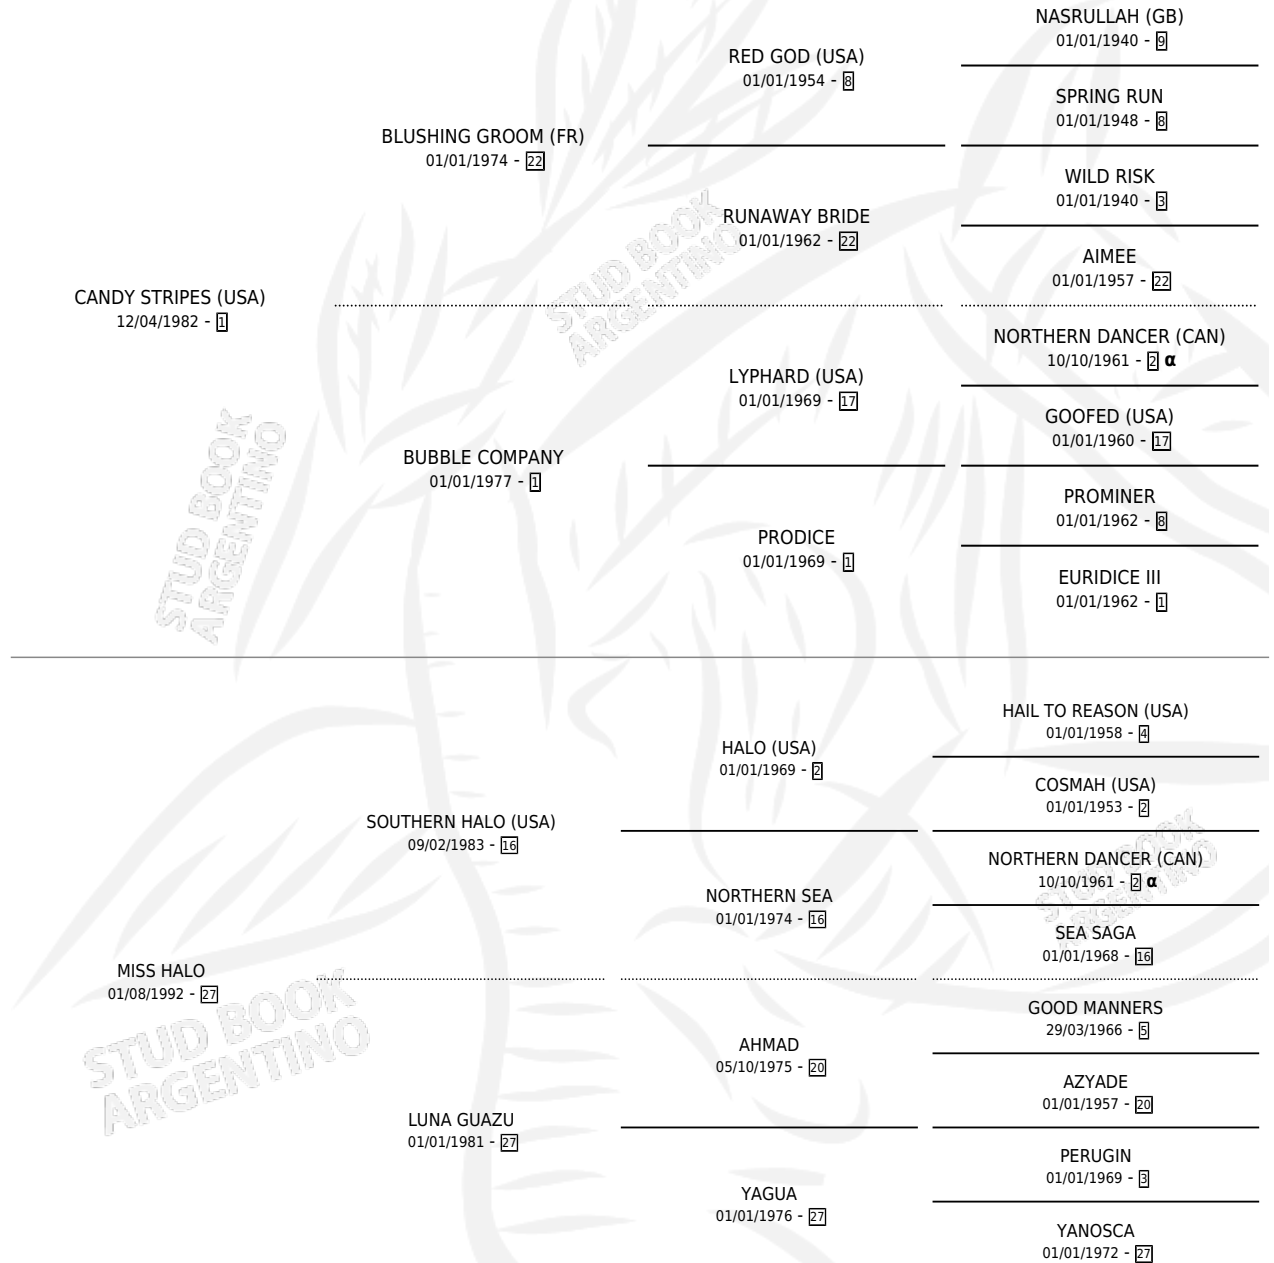 NASRULLAH (GB)
01/01/1940 - 9
RED GOD (USA)
01/01/1954 - 8
SPRING RUN
01/01/1948 - 8
BLUSHING GROOM (FR)
01/01/1974 - 22
WILD RISK
01/01/1940 - 3
RUNAWAY BRIDE
01/01/1962 - 22
AIMEE
01/01/1957 - 22
CANDY STRIPES (USA)
12/04/1982 - 1
NORTHERN DANCER (CAN)
10/10/1961 - 2 α
LYPHARD (USA)
01/01/1969 - 17
GOOFED (USA)
01/01/1960 - 17
BUBBLE COMPANY
01/01/1977 - 1
PROMINER
01/01/1962 - 8
PRODICE
01/01/1969 - 1
EURIDICE III
01/01/1962 - 1
HAIL TO REASON (USA)
01/01/1958 - 4
HALO (USA)
01/01/1969 - 2
COSMAH (USA)
01/01/1953 - 2
SOUTHERN HALO (USA)
09/02/1983 - 16
NORTHERN DANCER (CAN)
10/10/1961 - 2 α
NORTHERN SEA
01/01/1974 - 16
SEA SAGA
01/01/1968 - 16
MISS HALO
01/08/1992 - 27
GOOD MANNERS
29/03/1966 - 5
AHMAD
05/10/1975 - 20
AZYADE
01/01/1957 - 20
LUNA GUAZU
01/01/1981 - 27
PERUGIN
01/01/1969 - 3
YAGUA
01/01/1976 - 27
YANOSCA
01/01/1972 - 27
STUD BOOK
ARGENTINO
STUD BOOK
ARGENTINO
STUD BOOK
ARGENTINO
STUD BOOK
ARGENTINO